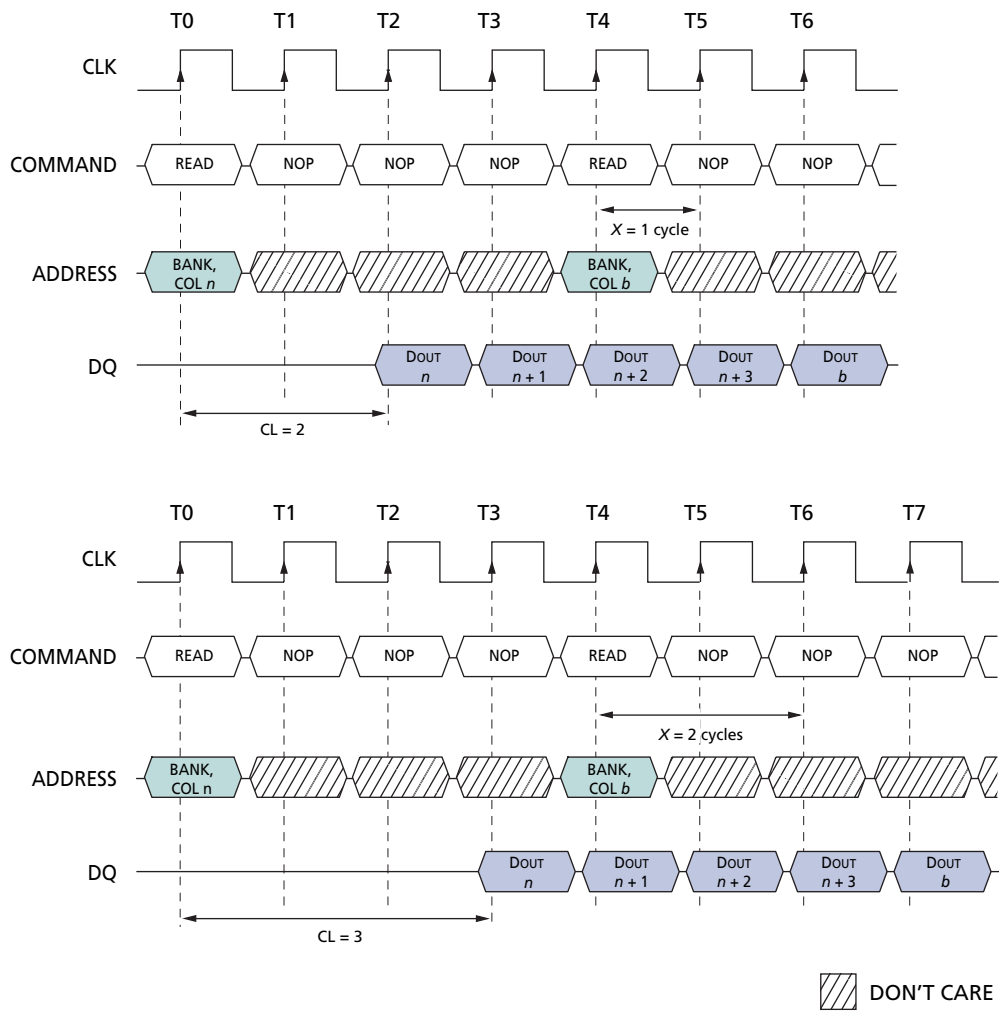 T0 T1 T2 T3 T4 T5 T6
CLK
COMMAND READ NOP NOP NOP READ NOP NOP
X = 1 cycle
ADDRESS BANK, COL n BANK, COL b
DQ DOUT n DOUT n + 1 DOUT n + 2 DOUT n + 3 DOUT b
CL = 2
T0 T1 T2 T3 T4 T5 T6 T7
CLK
COMMAND READ NOP NOP NOP READ NOP NOP NOP
X = 2 cycles
ADDRESS BANK, COL n BANK, COL b
DQ DOUT n DOUT n + 1 DOUT n + 2 DOUT n + 3 DOUT b
CL = 3
DON'T CARE